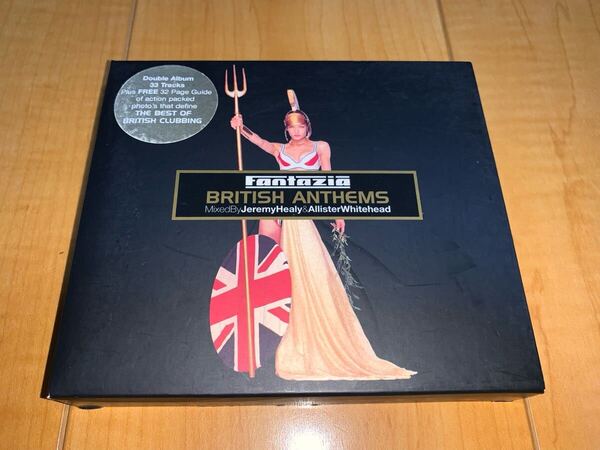 Double Album
33 Tracks
Plus FREE 32 Page Guide
of action packed
photo's that define
THE BEST OF
BRITISH CLUBBING
Fantazia
BRITISH ANTHEMS
MixedByJeremyHealy&AllisterWhitehead